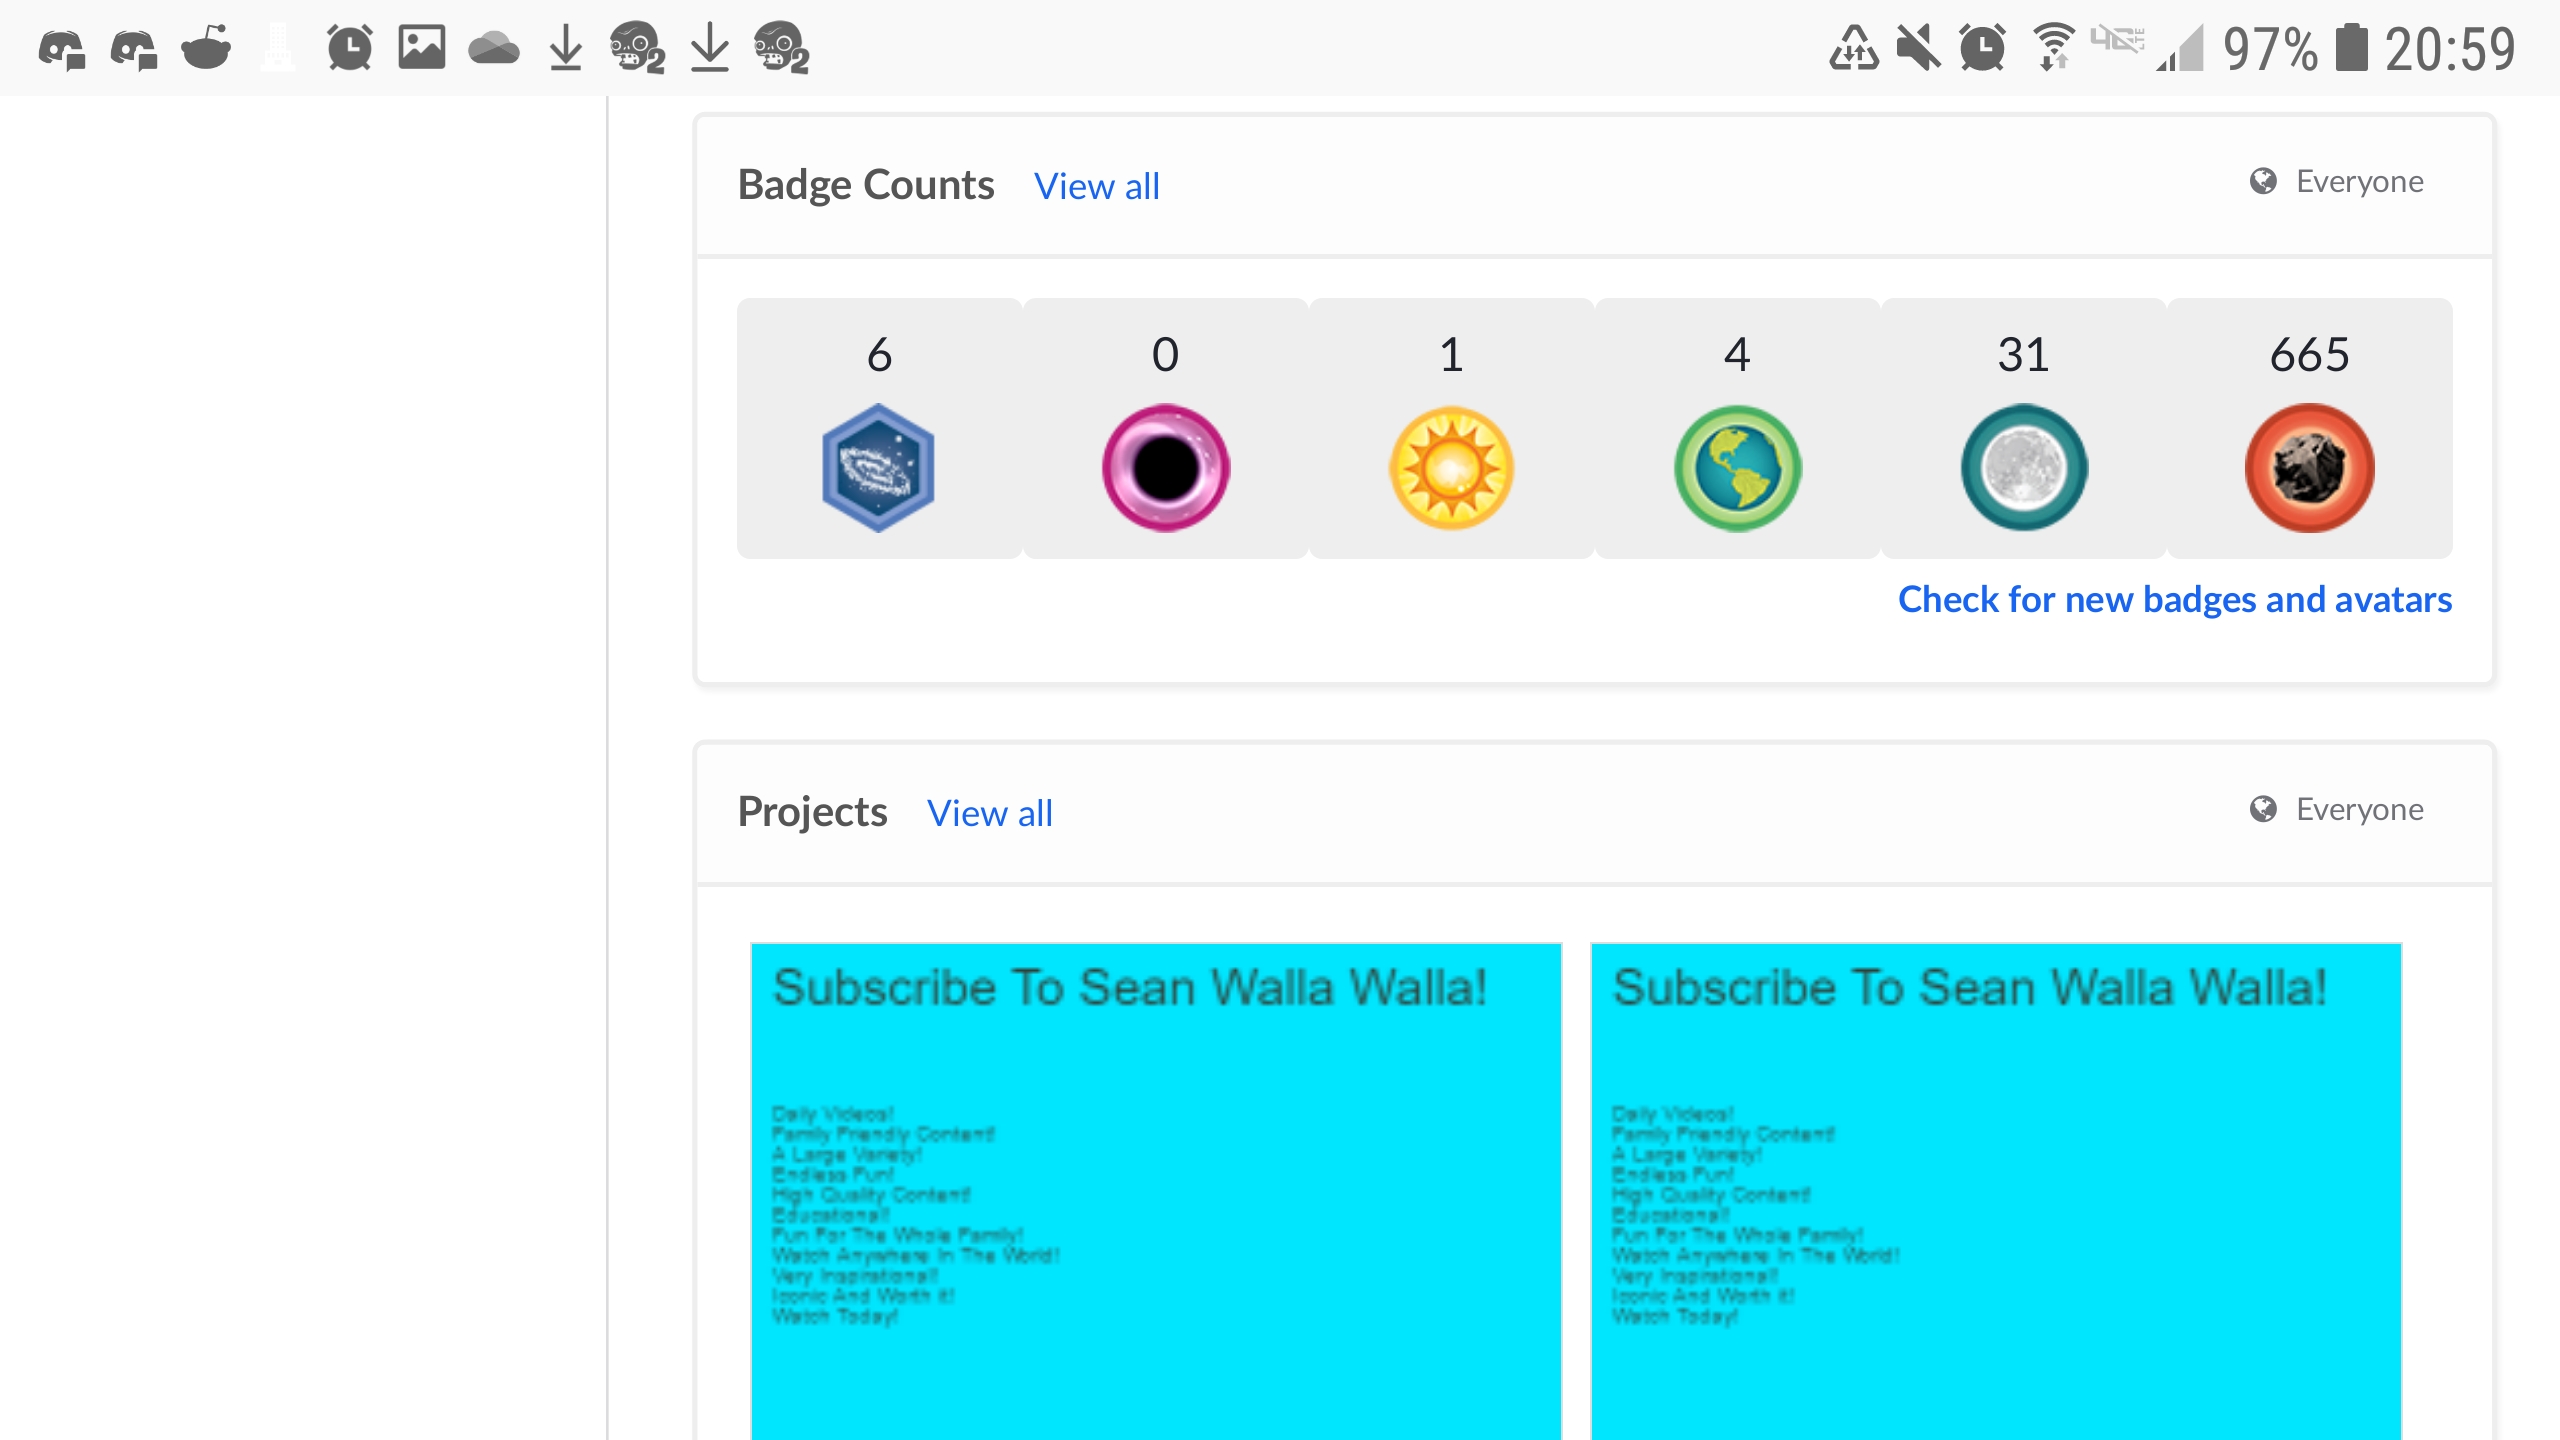 97% 20:59
Badge Counts View all Everyone
6 0 1 4 31 665
Check for new badges and avatars
Projects View all Everyone
Subscribe To Sean Walla Walla! Subscribe To Sean Walla Walla!
Daily Videos! Daily Videos!
Family Friendly Content! Family Friendly Content!
A Large Variety! A Large Variety!
Endless Fun! Endless Fun!
High Quality Content! High Quality Content!
Educational! Educational!
Fun For The Whole Family! Fun For The Whole Family!
Watch Anywhere In The World! Watch Anywhere In The World!
Very Inspirational! Very Inspirational!
Iconic And Worth it! Iconic And Worth it!
Watch Today! Watch Today!